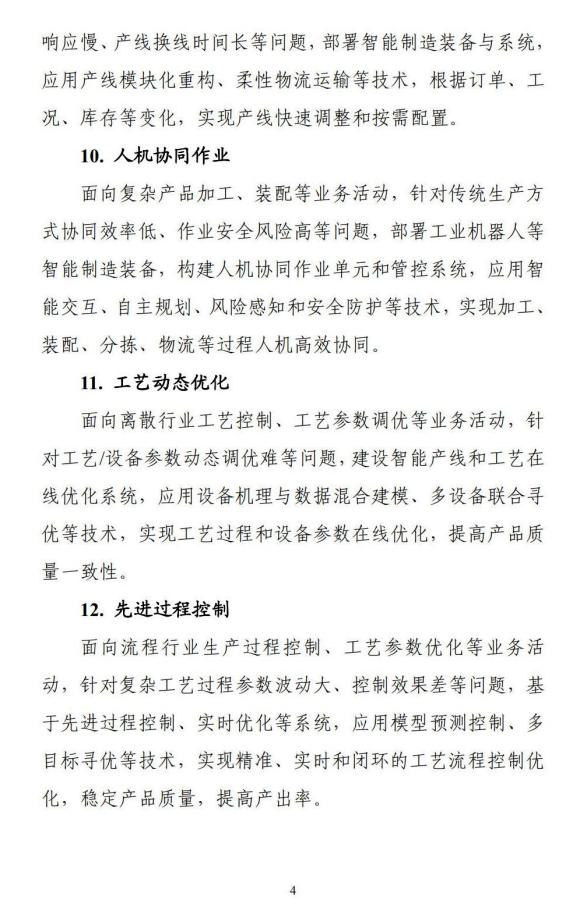 响应慢、产线换线时间长等问题，部署智能制造装备与系统，
应用产线模块化重构、柔性物流运输等技术，根据订单、工
况、库存等变化，实现产线快速调整和按需配置。
10. 人机协同作业
面向复杂产品加工、装配等业务活动，针对传统生产方
式协同效率低、作业安全风险高等问题，部署工业机器人等
智能制造装备，构建人机协同作业单元和管控系统，应用智
能交互、自主规划、风险感知和安全防护等技术，实现加工、
装配、分拣、物流等过程人机高效协同。
11. 工艺动态优化
面向离散行业工艺控制、工艺参数调优等业务活动，针
对工艺/设备参数动态调优难等问题，建设智能产线和工艺在
线优化系统，应用设备机理与数据混合建模、多设备联合寻
优等技术，实现工艺过程和设备参数在线优化，提高产品质
量一致性。
12. 先进过程控制
面向流程行业生产过程控制、工艺参数优化等业务活
动，针对复杂工艺过程参数波动大、控制效果差等问题，基
于先进过程控制、实时优化等系统，应用模型预测控制、多
目标寻优等技术，实现精准、实时和闭环的工艺流程控制优
化，稳定产品质量，提高产出率。
4